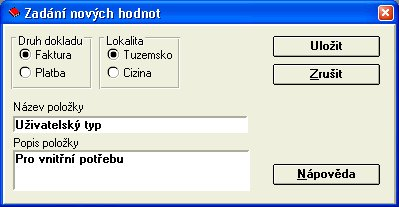 Zadání nových hodnot
Druh dokladu
Faktura
Platba
Lokalita
Tuzemsko
Cizina
Uložit
Zrušit
Název položky
Uživatelský typ
Popis položky
Pro vnitřní potřebu
Nápověda